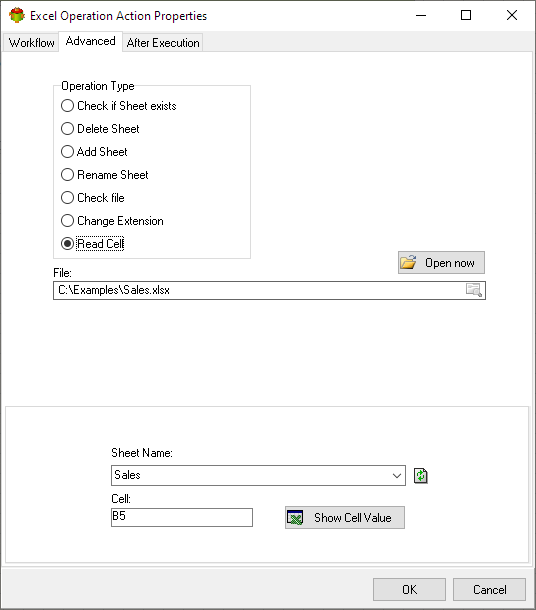 Excel Operation Action Properties
Workflow Advanced After Execution
Operation Type
Check if Sheet exists
Delete Sheet
Add Sheet
Rename Sheet
Check file
Change Extension
Read Cell
Open now
File:
C:\Examples\Sales.xlsx
Sheet Name:
Sales
Cell:
B5
Show Cell Value
OK Cancel